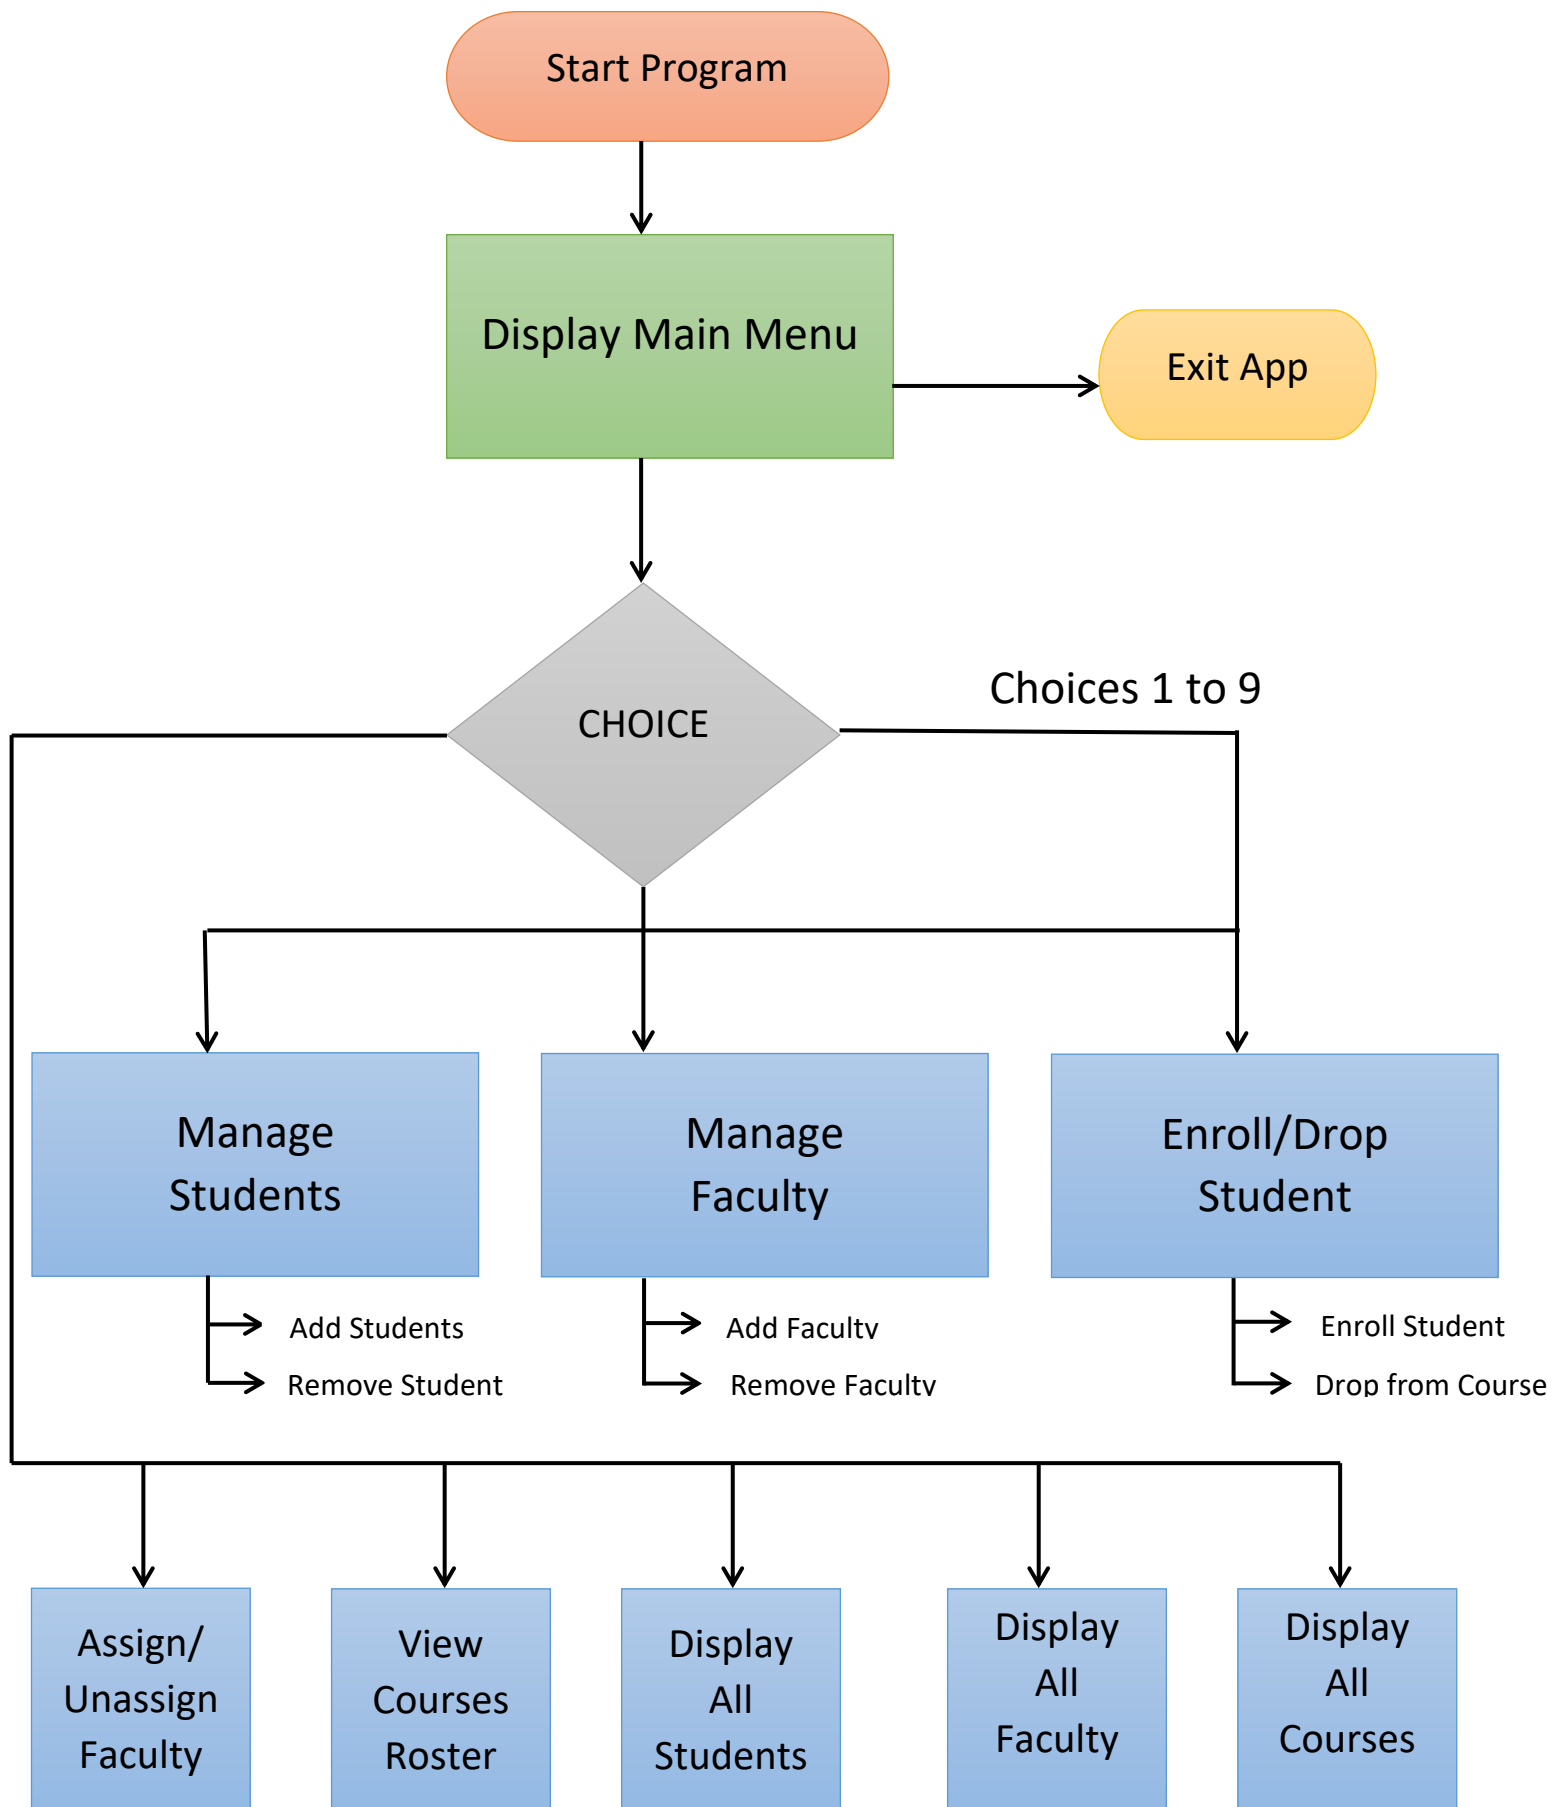 Start Program
Display Main Menu
Exit App
Choices 1 to 9
CHOICE
Manage
Students
Manage
Faculty
Enroll/Drop
Student
Add Students
Remove Student
Add Faculty
Remove Faculty
Enroll Student
Drop from Course
Assign/
Unassign
Faculty
View
Courses
Roster
Display
All
Students
Display
All
Faculty
Display
All
Courses